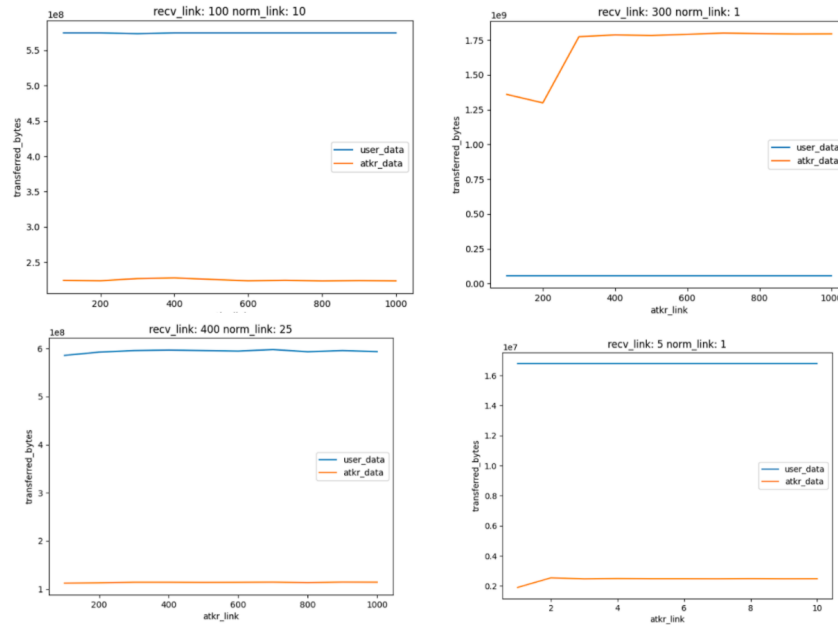 recv_link: 100 norm_link: 10
1e8
5.5
5.0
4.5
4.0
3.5
3.0
2.5
transferred_bytes
user_data
atkr_data
200 400 600 800 1000
recv_link: 300 norm_link: 1
1e9
1.75
1.50
1.25
1.00
0.75
0.50
0.25
0.00
transferred_bytes
user_data
atkr_data
200 400 600 800 1000
atkr_link
recv_link: 400 norm_link: 25
1e8
6
5
4
3
2
1
transferred_bytes
user_data
atkr_data
200 400 600 800 1000
atkr_link
recv_link: 5 norm_link: 1
1e7
1.6
1.4
1.2
1.0
0.8
0.6
0.4
0.2
transferred_bytes
user_data
atkr_data
2 4 6 8 10
atkr_link